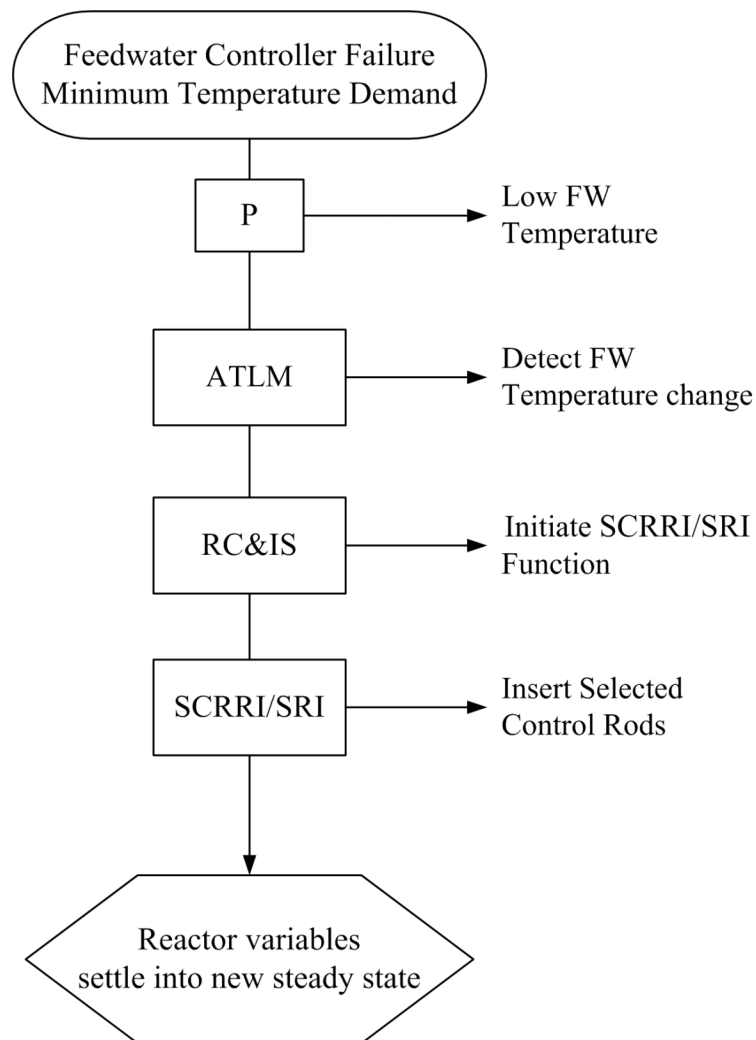 Feedwater Controller Failure
Minimum Temperature Demand
P
Low FW
Temperature
ATLM
Detect FW
Temperature change
RC&IS
Initiate SCRRI/SRI
Function
SCRRI/SRI
Insert Selected
Control Rods
Reactor variables
settle into new steady state